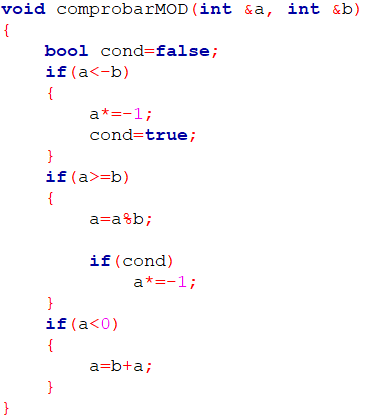 void comprobarMOD(int &a, int &b)
{
    bool cond=false;
    if(a<-b)
    {
        a*=-1;
        cond=true;
    }
    if(a>=b)
    {
        a=a%b;

        if(cond)
            a*=-1;
    }
    if(a<0)
    {
        a=b+a;
    }
}